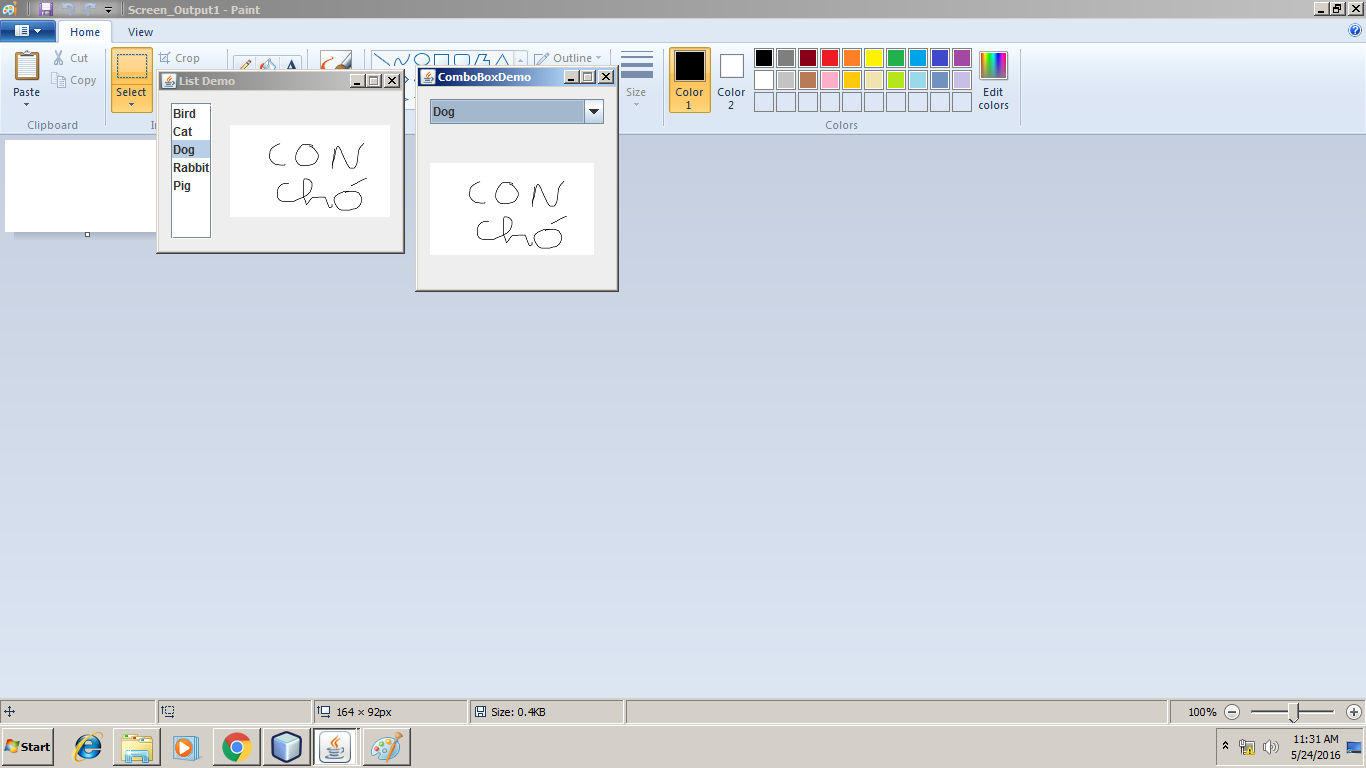 Screen_Output1 - Paint
Home View
Paste
Cut
Copy
Clipboard
Select
Crop
A
Outline
Size
Color 1
Color 2
Edit colors
Colors
List Demo
Bird
Cat
Dog
Rabbit
Pig
CON
chó
ComboBoxDemo
Dog
CON
chó
164 × 92px
Size: 0.4KB
100%
Start
11:31 AM
5/24/2016